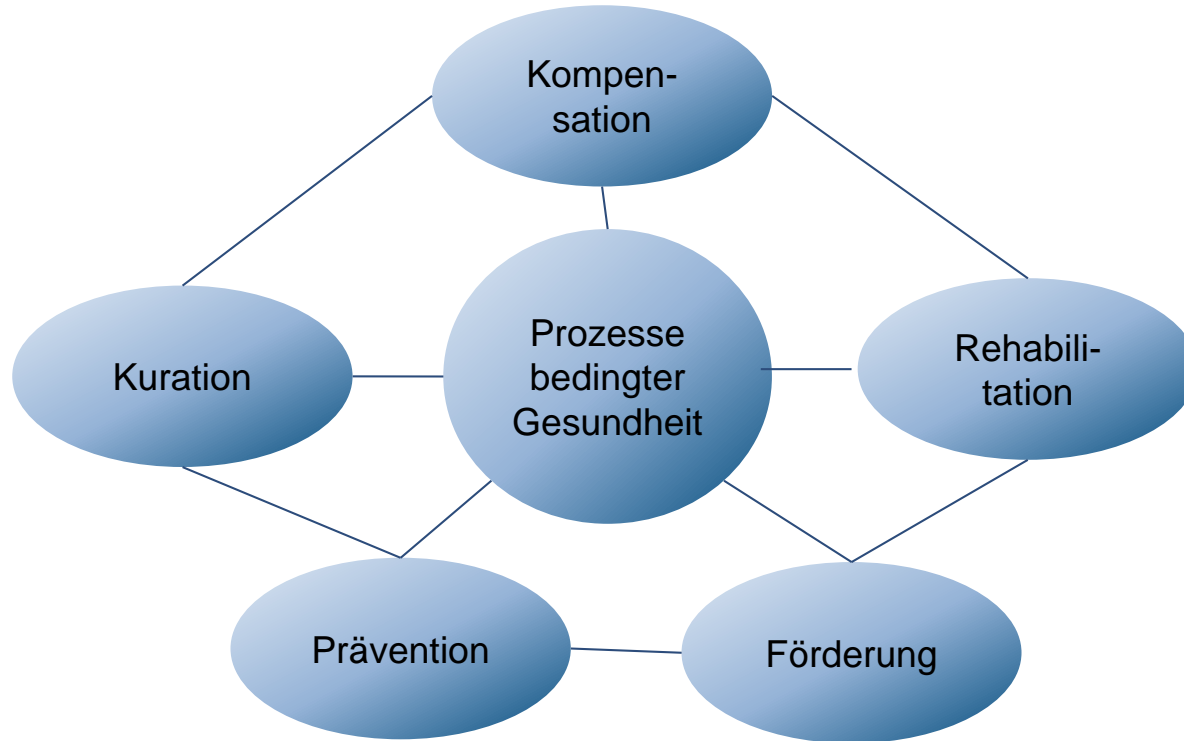 Kompen-
sation
Kuration
Prozesse
bedingter
Gesundheit
Rehabili-
tation
Prävention
Förderung